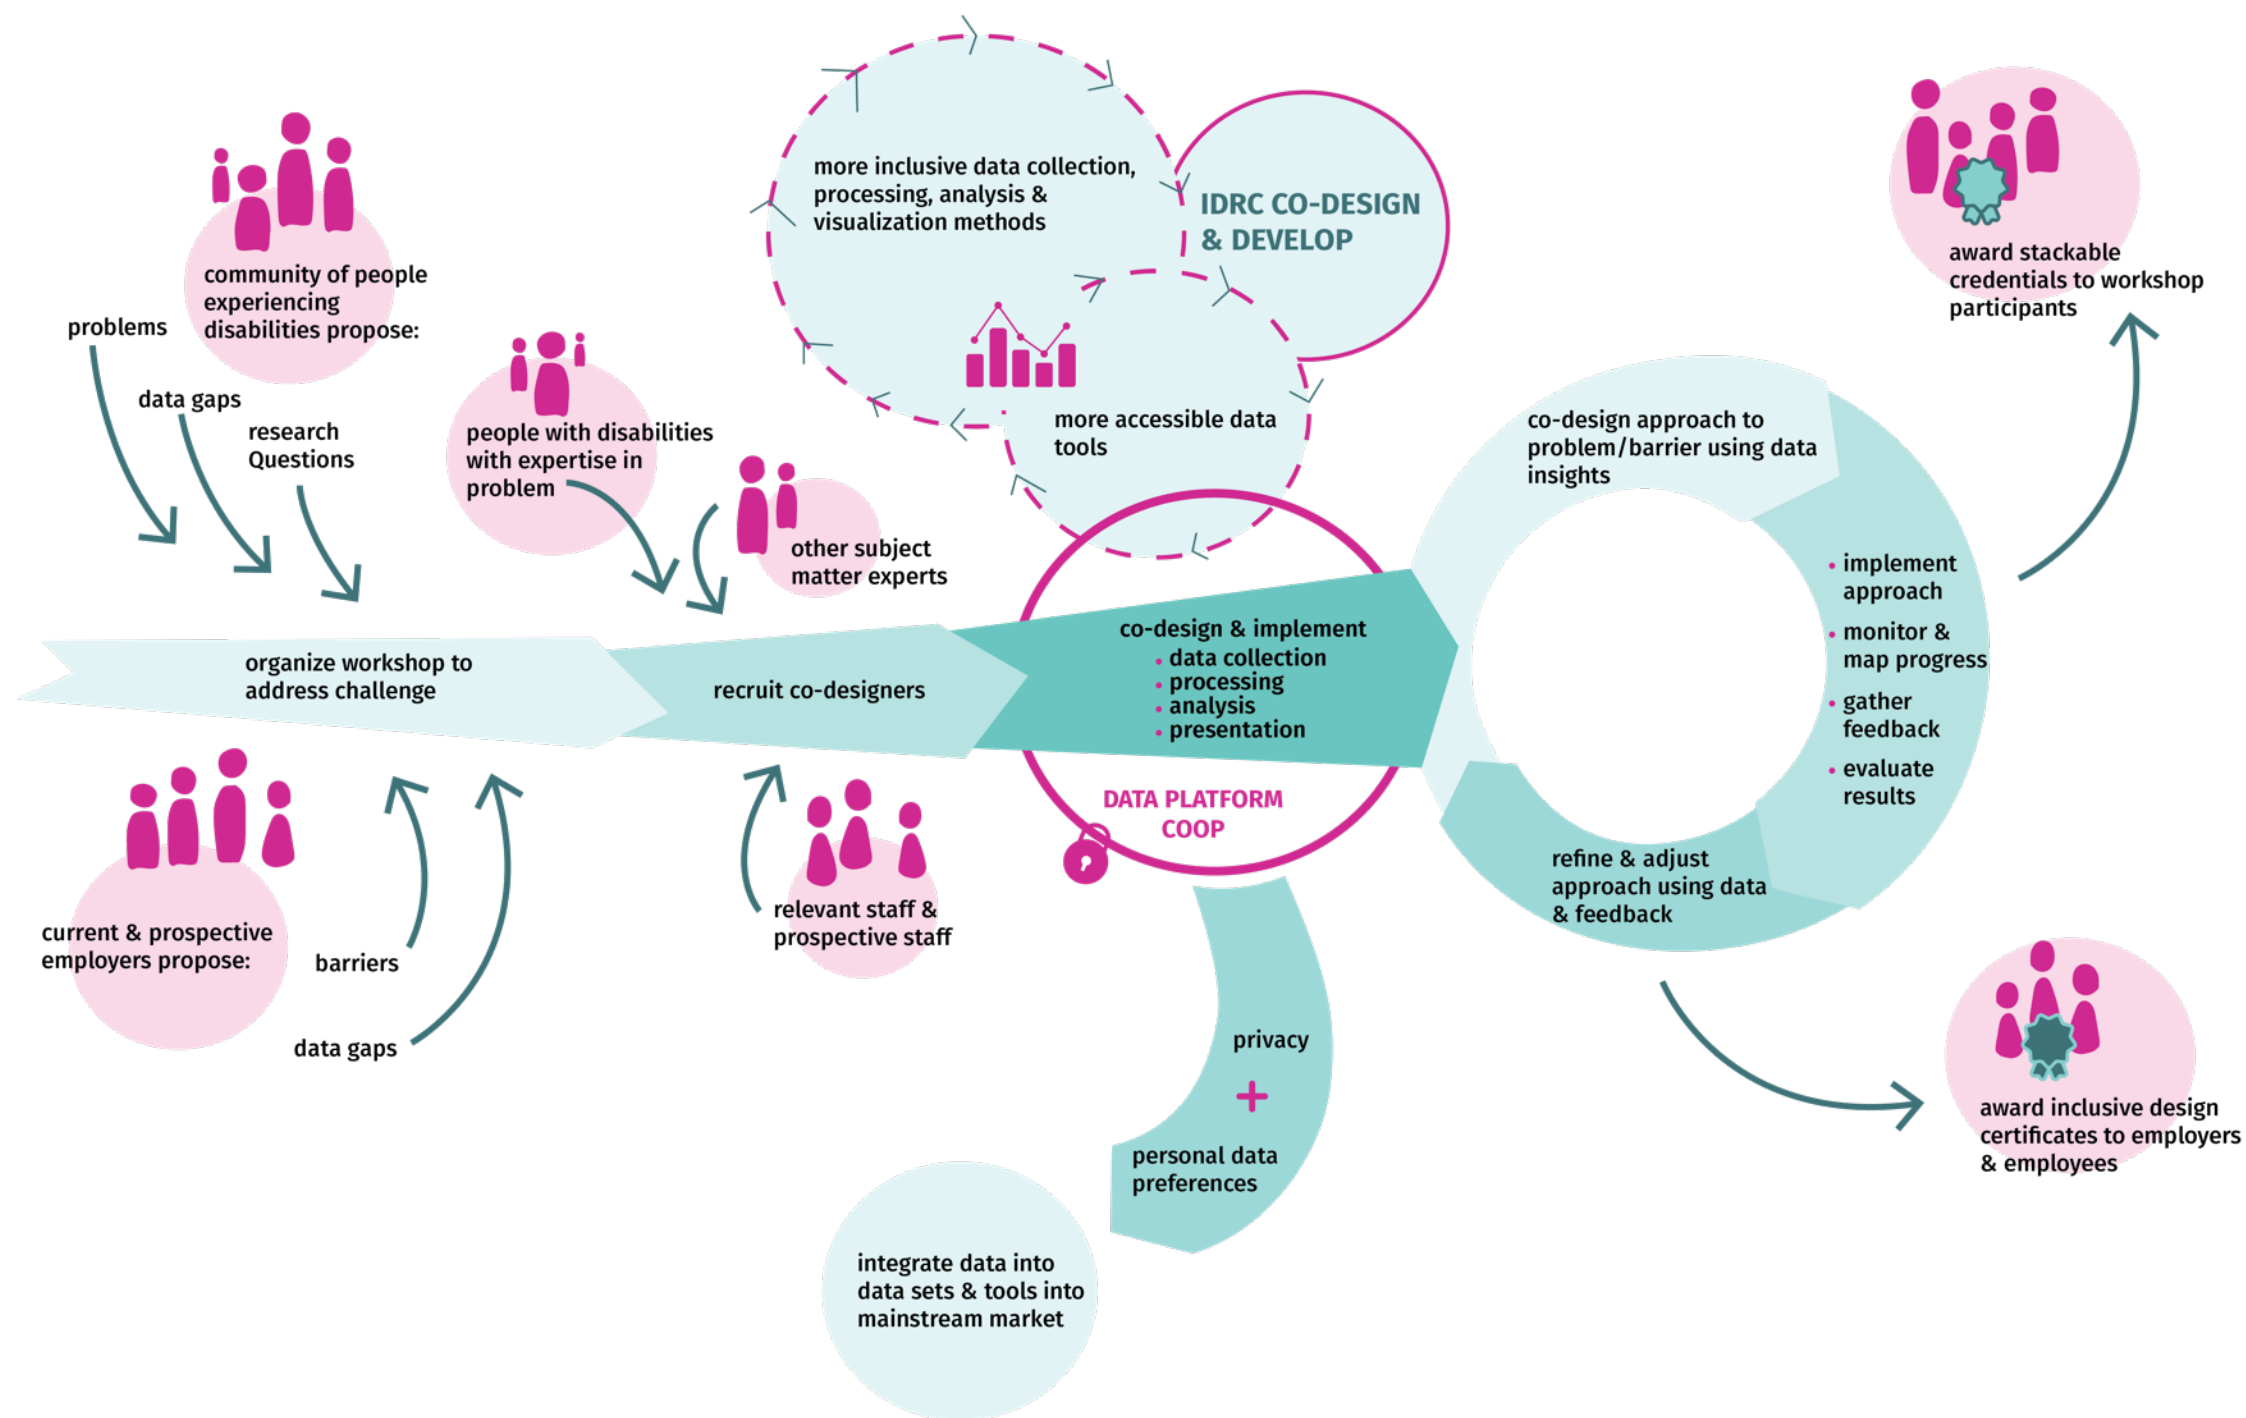 community of people
experiencing
disabilities propose:
problems
data gaps
research
Questions
organize workshop to
address challenge
current & prospective
employers propose:
barriers
data gaps
people with disabilities
with expertise in
problem
other subject
matter experts
recruit co-designers
relevant staff &
prospective staff
more inclusive data collection,
processing, analysis &
visualization methods
IDRC CO-DESIGN
& DEVELOP
more accessible data
tools
co-design & implement
• data collection
• processing
• analysis
• presentation
DATA PLATFORM
COOP
privacy
+
personal data
preferences
integrate data into
data sets & tools into
mainstream market
co-design approach to
problem/barrier using data
insights
• implement
approach
• monitor &
map progress
• gather
feedback
• evaluate
results
refine & adjust
approach using data
& feedback
award stackable
credentials to workshop
participants
award inclusive design
certificates to employers
& employees